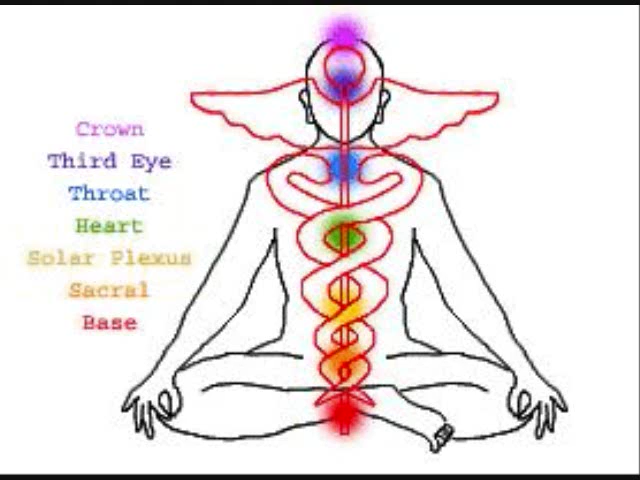 Crown
Third Eye
Throat
Heart
Solar Plexus
Sacral
Base